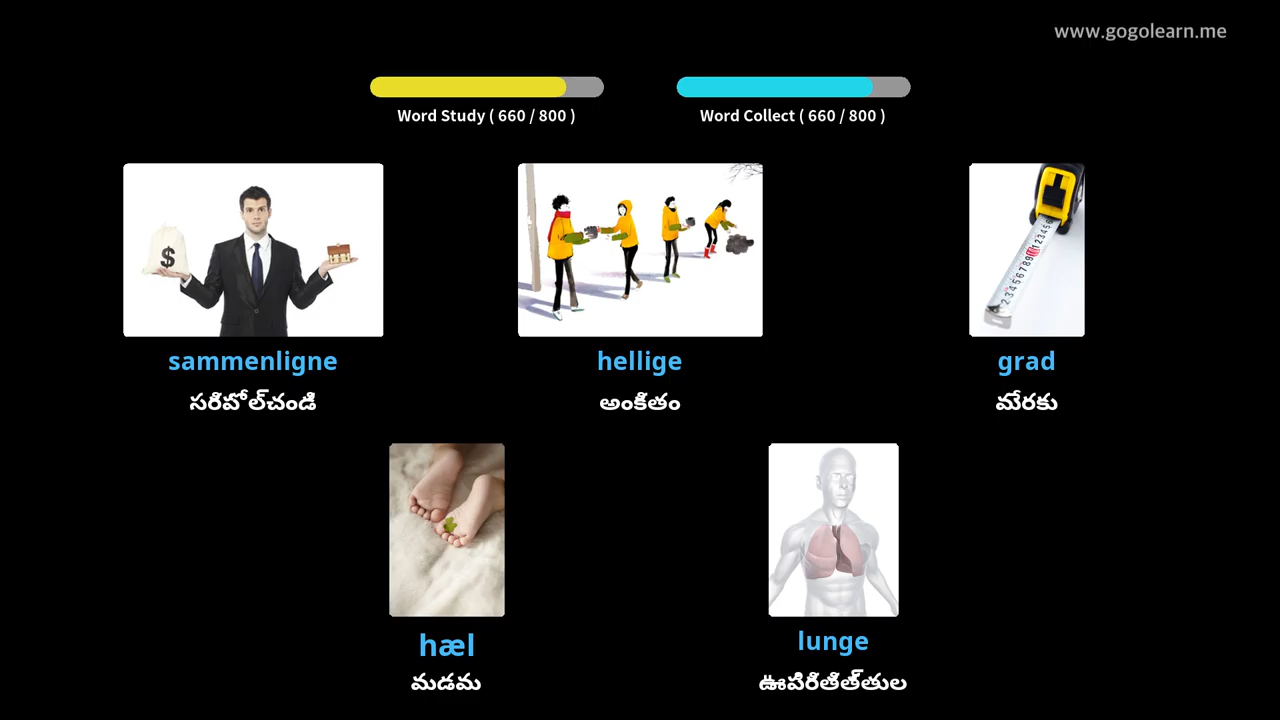 www.gogolearn.me
Word Study ( 660 / 800 )
Word Collect ( 660 / 800 )
sammenligne
hellige
grad
సరిపోల్చండి
అంకితం
మేరకు
hæl
lunge
మడమ
ఊపిరితిత్తుల